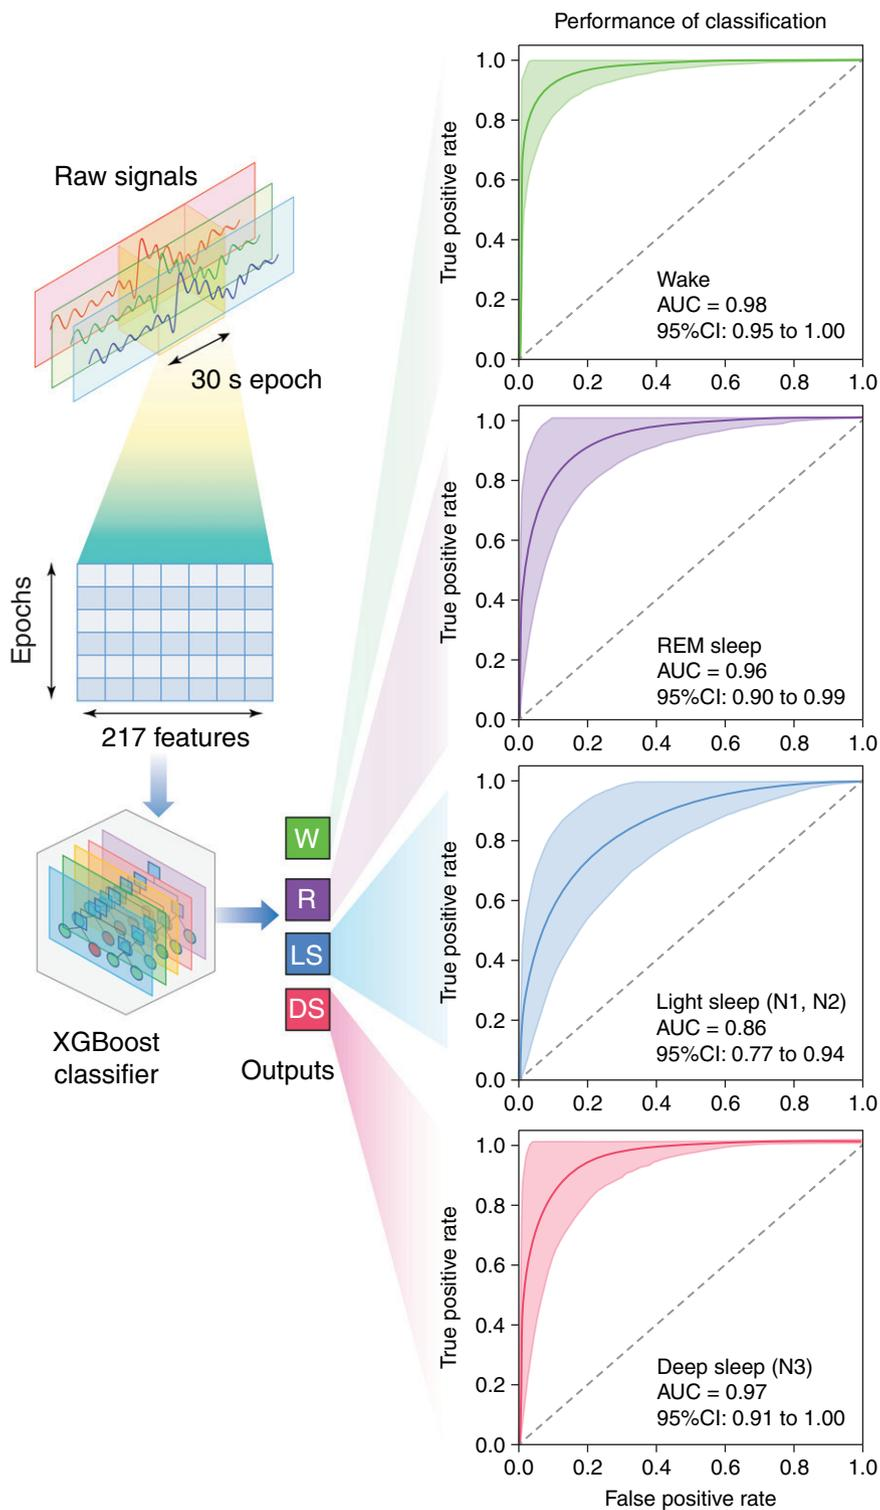 Raw signals
30 s epoch
Epochs
217 features
XGBoost
classifier
W
R
LS
DS
Outputs
Performance of classification
True positive rate
1.0
0.8
0.6
0.4
0.2
0.0
Wake
AUC = 0.98
95%CI: 0.95 to 1.00
0.0 0.2 0.4 0.6 0.8 1.0
True positive rate
1.0
0.8
0.6
0.4
0.2
0.0
REM sleep
AUC = 0.96
95%CI: 0.90 to 0.99
0.0 0.2 0.4 0.6 0.8 1.0
True positive rate
1.0
0.8
0.6
0.4
0.2
0.0
Light sleep (N1, N2)
AUC = 0.86
95%CI: 0.77 to 0.94
0.0 0.2 0.4 0.6 0.8 1.0
True positive rate
1.0
0.8
0.6
0.4
0.2
0.0
Deep sleep (N3)
AUC = 0.97
95%CI: 0.91 to 1.00
0.0 0.2 0.4 0.6 0.8 1.0
False positive rate